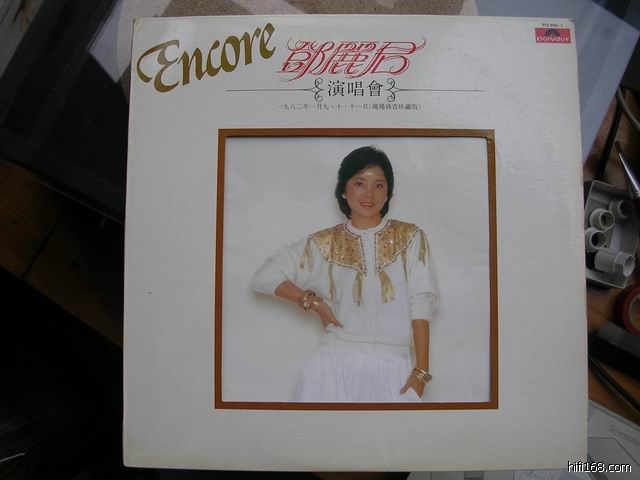 Encore
鄧麗君
polydor
演唱會
一九八二年一月九・十・十一日(現場錄音珍藏版)
hifi168.com